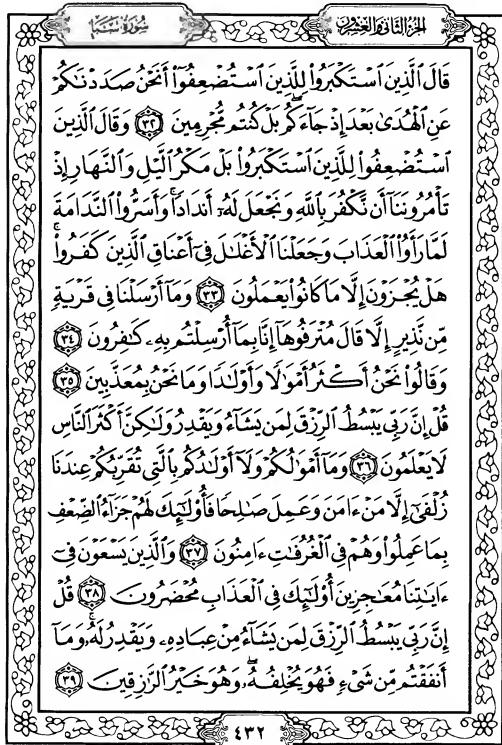 الجزء الثاني والعشرون
سورة سبإ
قَالَ ٱلَّذِينَ ٱسْتَكْبَرُوا۟ لِلَّذِينَ ٱسْتُضْعِفُوٓا۟ أَنَحْنُ صَدَدْنَـٰكُمْ
عَنِ ٱلْهُدَىٰ بَعْدَ إِذْ جَآءَكُم بَلْ كُنتُم مُّجْرِمِينَ ٣٢ وَقَالَ ٱلَّذِينَ
ٱسْتُضْعِفُوا۟ لِلَّذِينَ ٱسْتَكْبَرُوا۟ بَلْ مَكْرُ ٱلَّيْلِ وَٱلنَّهَارِ إِذْ
تَأْمُرُونَنَآ أَن نَّكْفُرَ بِٱللَّهِ وَنَجْعَلَ لَهُۥٓ أَندَادًا ۚ وَأَسَرُّوا۟ ٱلنَّدَامَةَ
لَمَّا رَأَوُا۟ ٱلْعَذَابَ وَجَعَلْنَا ٱلْأَغْلَـٰلَ فِىٓ أَعْنَاقِ ٱلَّذِينَ كَفَرُوا۟ ۚ
هَلْ يُجْزَوْنَ إِلَّا مَا كَانُوا۟ يَعْمَلُونَ ٣٣ وَمَآ أَرْسَلْنَا فِى قَرْيَةٍ
مِّن نَّذِيرٍ إِلَّا قَالَ مُتْرَفُوهَآ إِنَّا بِمَآ أُرْسِلْتُم بِهِۦ كَـٰفِرُونَ ٣٤
وَقَالُوا۟ نَحْنُ أَكْثَرُ أَمْوَٰلًا وَأَوْلَـٰدًا وَمَا نَحْنُ بِمُعَذَّبِينَ ٣٥
قُلْ إِنَّ رَبِّى يَبْسُطُ ٱلرِّزْقَ لِمَن يَشَآءُ وَيَقْدِرُ وَلَـٰكِنَّ أَكْثَرَ ٱلنَّاسِ
لَا يَعْلَمُونَ ٣٦ وَمَآ أَمْوَٰلُكُمْ وَلَآ أَوْلَـٰدُكُم بِٱلَّتِى تُقَرِّبُكُمْ عِندَنَا
زُلْفَىٰٓ إِلَّا مَنْ ءَامَنَ وَعَمِلَ صَـٰلِحًا فَأُو۟لَـٰٓئِكَ لَهُمْ جَزَآءُ ٱلضِّعْفِ
بِمَا عَمِلُوا۟ وَهُمْ فِى ٱلْغُرُفَـٰتِ ءَامِنُونَ ٣٧ وَٱلَّذِينَ يَسْعَوْنَ فِىٓ
ءَايَـٰتِنَا مُعَـٰجِزِينَ أُو۟لَـٰٓئِكَ فِى ٱلْعَذَابِ مُحْضَرُونَ ٣٨ قُلْ
إِنَّ رَبِّى يَبْسُطُ ٱلرِّزْقَ لِمَن يَشَآءُ مِنْ عِبَادِهِۦ وَيَقْدِرُ لَهُۥ ۚ وَمَآ
أَنفَقْتُم مِّن شَىْءٍ فَهُوَ يُخْلِفُهُۥ ۖ وَهُوَ خَيْرُ ٱلرَّٰزِقِينَ ٣٩
٤٣٢